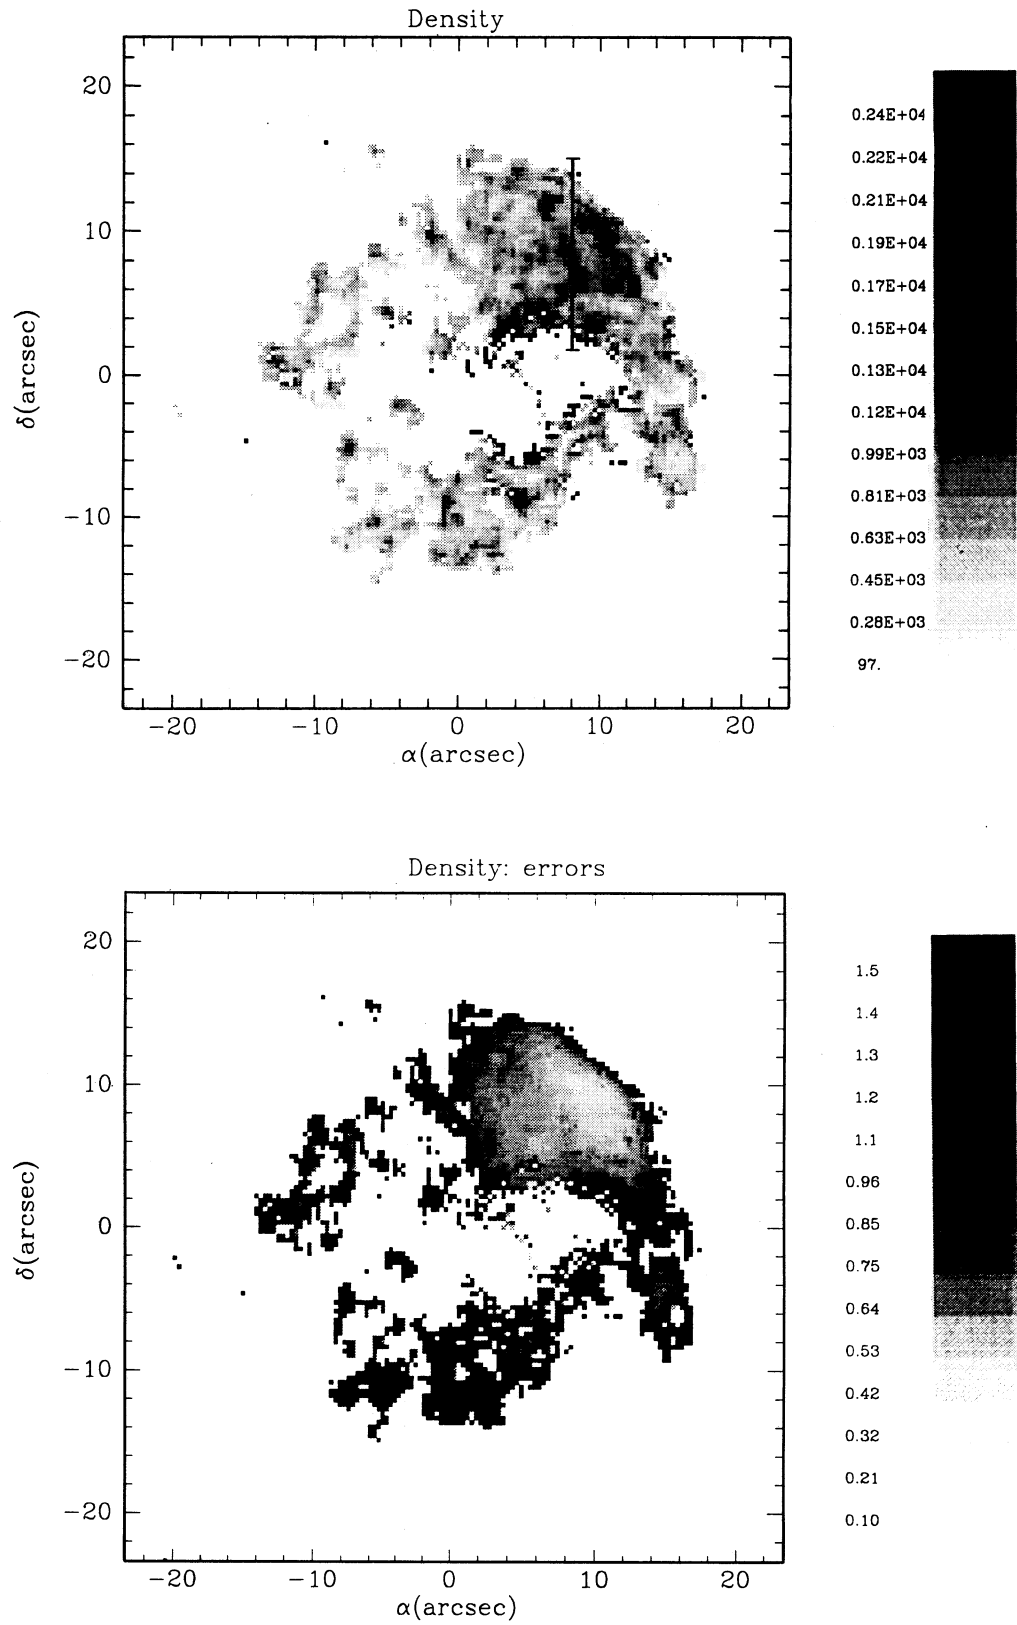 Density
20
10
0
−10
−20
δ(arcsec)
−20 −10 0 10 20
α(arcsec)
0.24E+04
0.22E+04
0.21E+04
0.19E+04
0.17E+04
0.15E+04
0.13E+04
0.12E+04
0.99E+03
0.81E+03
0.63E+03
0.45E+03
0.28E+03
97.
Density: errors
20
10
0
−10
−20
δ(arcsec)
−20 −10 0 10 20
α(arcsec)
1.5
1.4
1.3
1.2
1.1
0.96
0.85
0.75
0.64
0.53
0.42
0.32
0.21
0.10